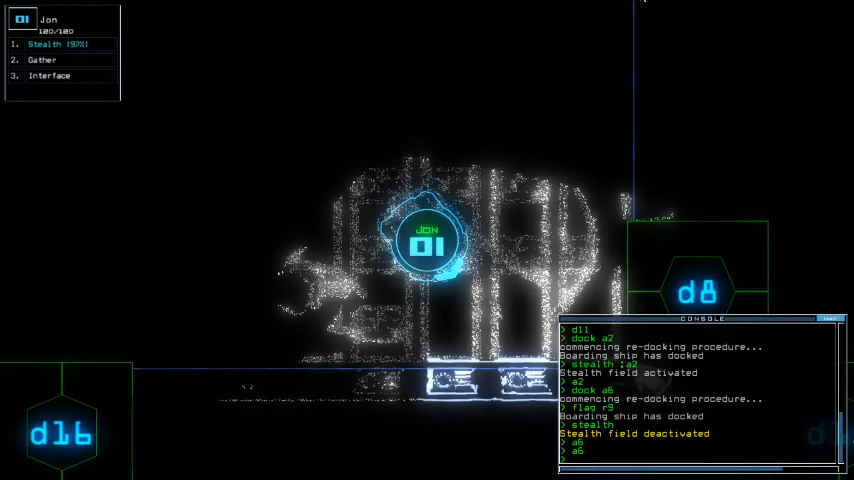 01 Jon
120/120
1. Stealth (97%)
2. Gather
3. Interface
JON
01
d8
d16
CONSOLE
> d11
> dock a2
commencing re-docking procedure...
Boarding ship has docked
> stealth ;a2
Stealth field activated
> a2
> dock a6
commencing re-docking procedure...
> flag r9
Boarding ship has docked
> stealth
Stealth field deactivated
> a6
> a6
>